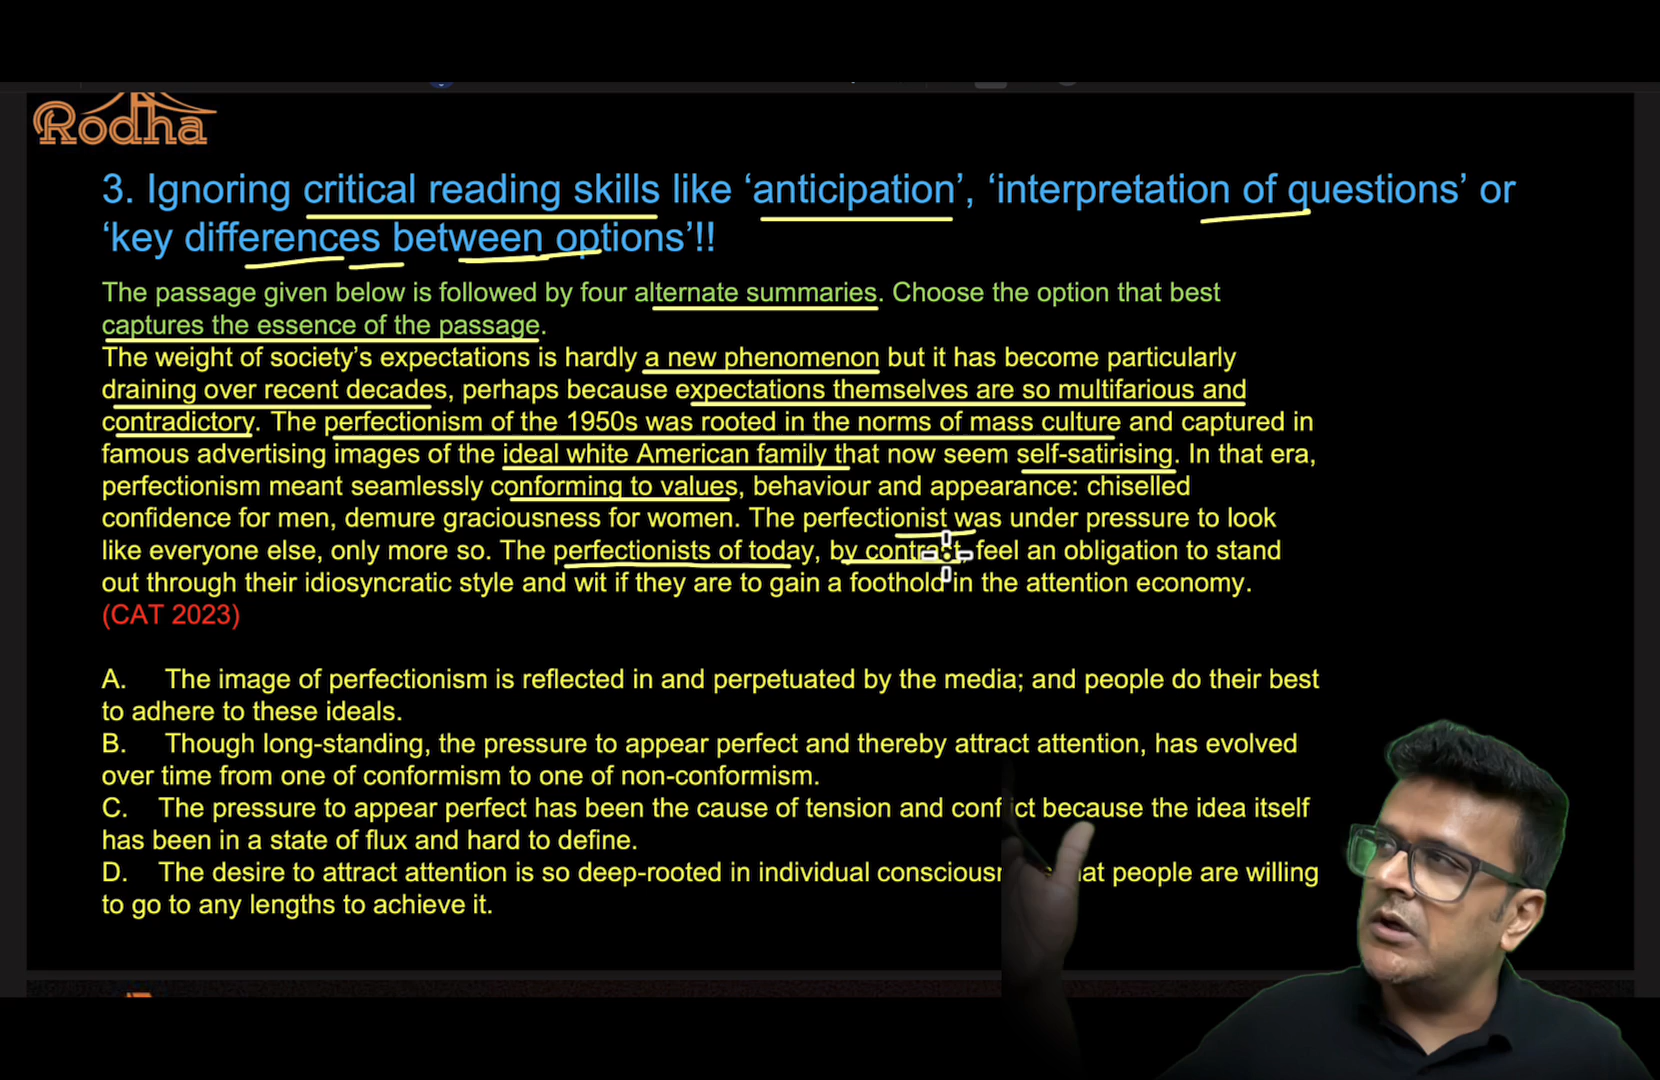 Rodha
3. Ignoring critical reading skills like ‘anticipation’, ‘interpretation of questions’ or
‘key differences between options’!!
The passage given below is followed by four alternate summaries. Choose the option that best
captures the essence of the passage.
The weight of society’s expectations is hardly a new phenomenon but it has become particularly
draining over recent decades, perhaps because expectations themselves are so multifarious and
contradictory. The perfectionism of the 1950s was rooted in the norms of mass culture and captured in
famous advertising images of the ideal white American family that now seem self-satirising. In that era,
perfectionism meant seamlessly conforming to values, behaviour and appearance: chiselled
confidence for men, demure graciousness for women. The perfectionist was under pressure to look
like everyone else, only more so. The perfectionists of today, by contrast, feel an obligation to stand
out through their idiosyncratic style and wit if they are to gain a foothold in the attention economy.
(CAT 2023)
A. The image of perfectionism is reflected in and perpetuated by the media; and people do their best
to adhere to these ideals.
B. Though long-standing, the pressure to appear perfect and thereby attract attention, has evolved
over time from one of conformism to one of non-conformism.
C. The pressure to appear perfect has been the cause of tension and because the idea itself
has been in a state of flux and hard to define.
D. The desire to attract attention is so deep-rooted in individual people are willing
to go to any lengths to achieve it.